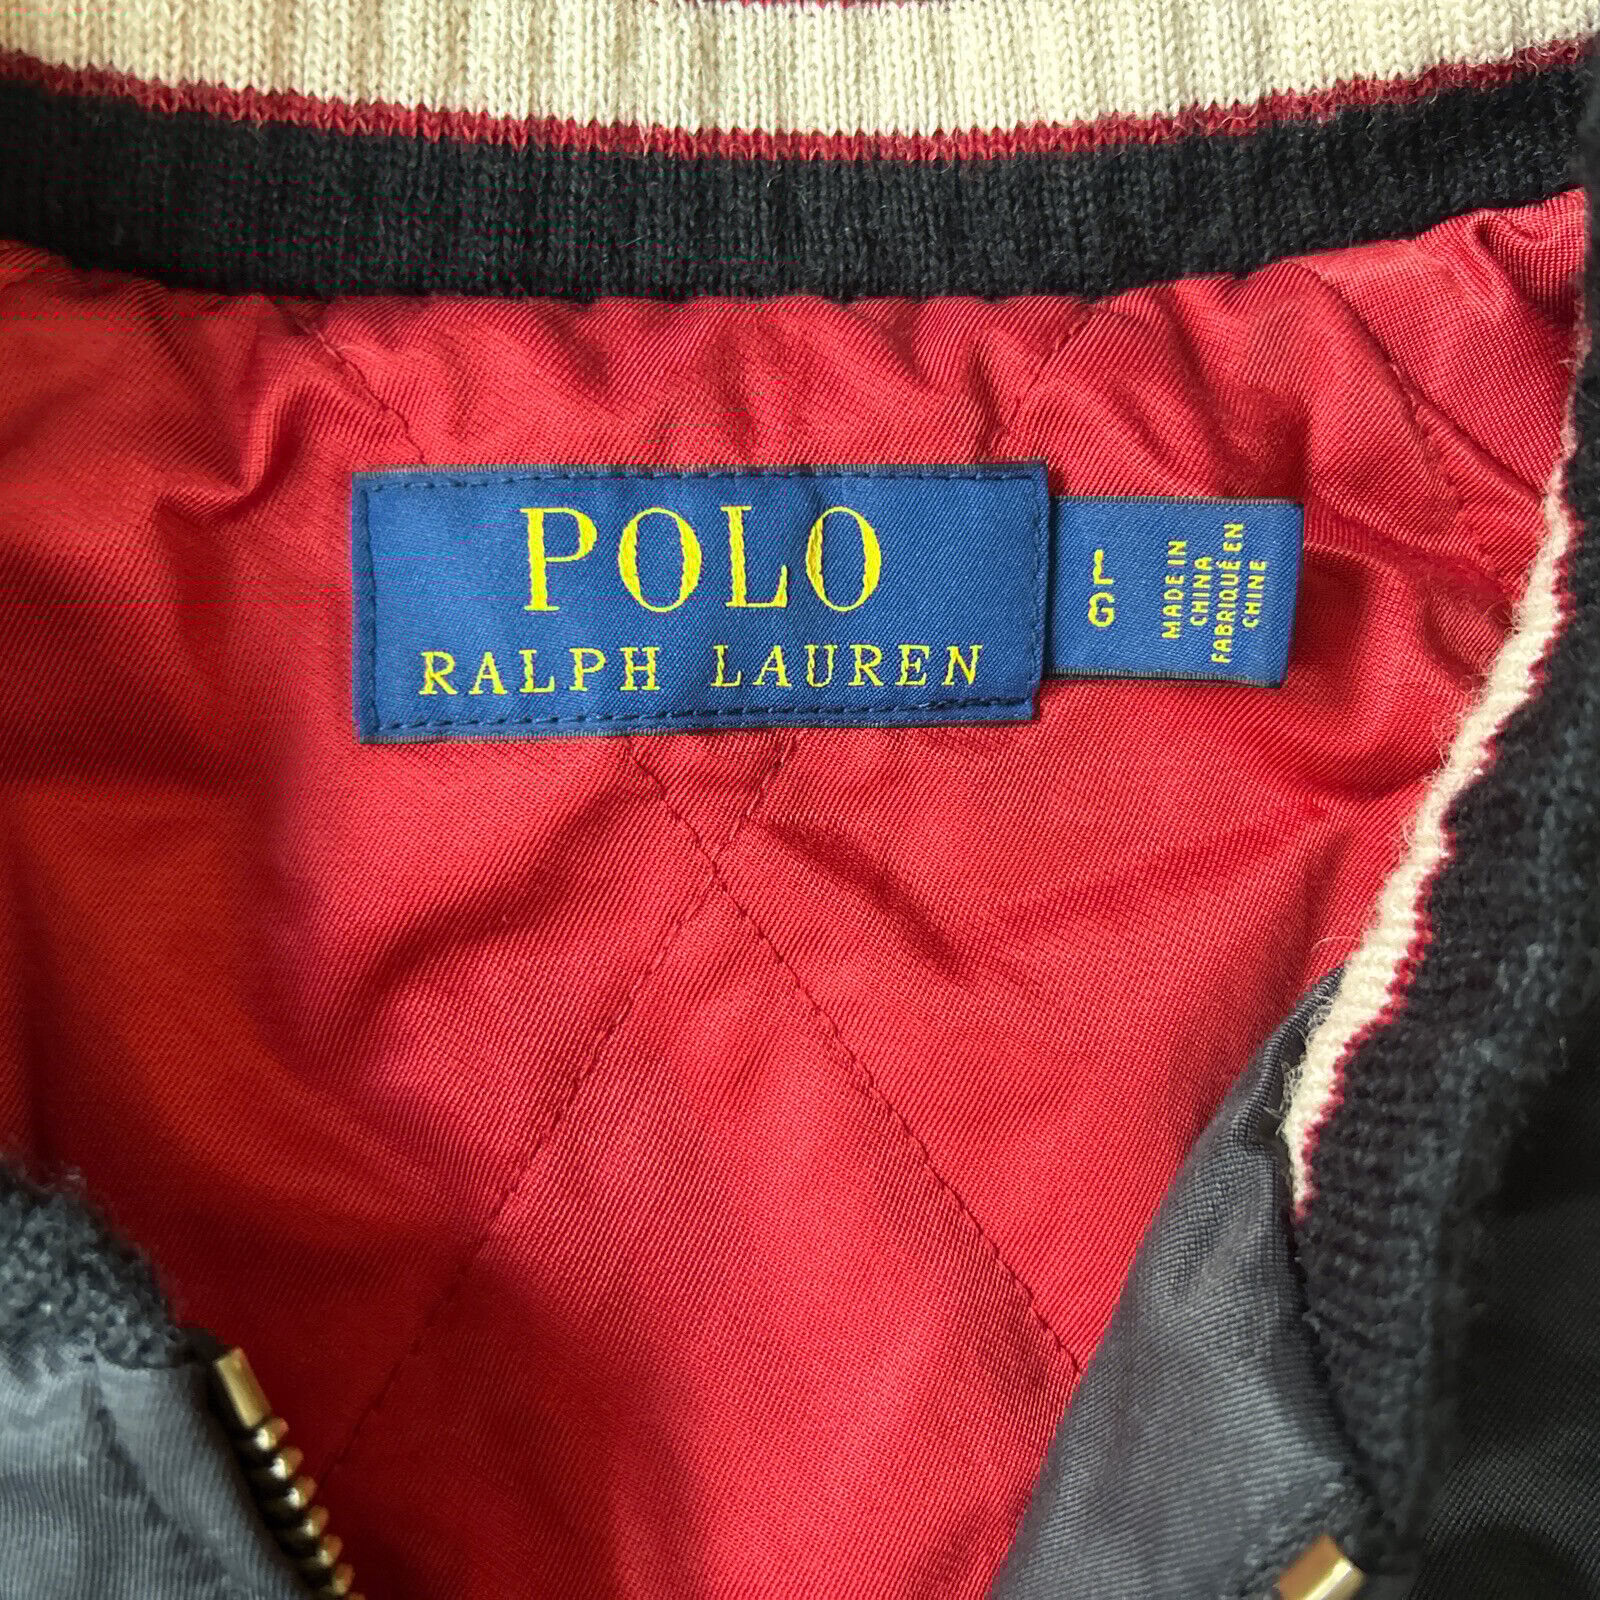 POLO
RALPH LAUREN
L
G
MADE IN
CHINA
FABRIQUÉ EN
CHINE